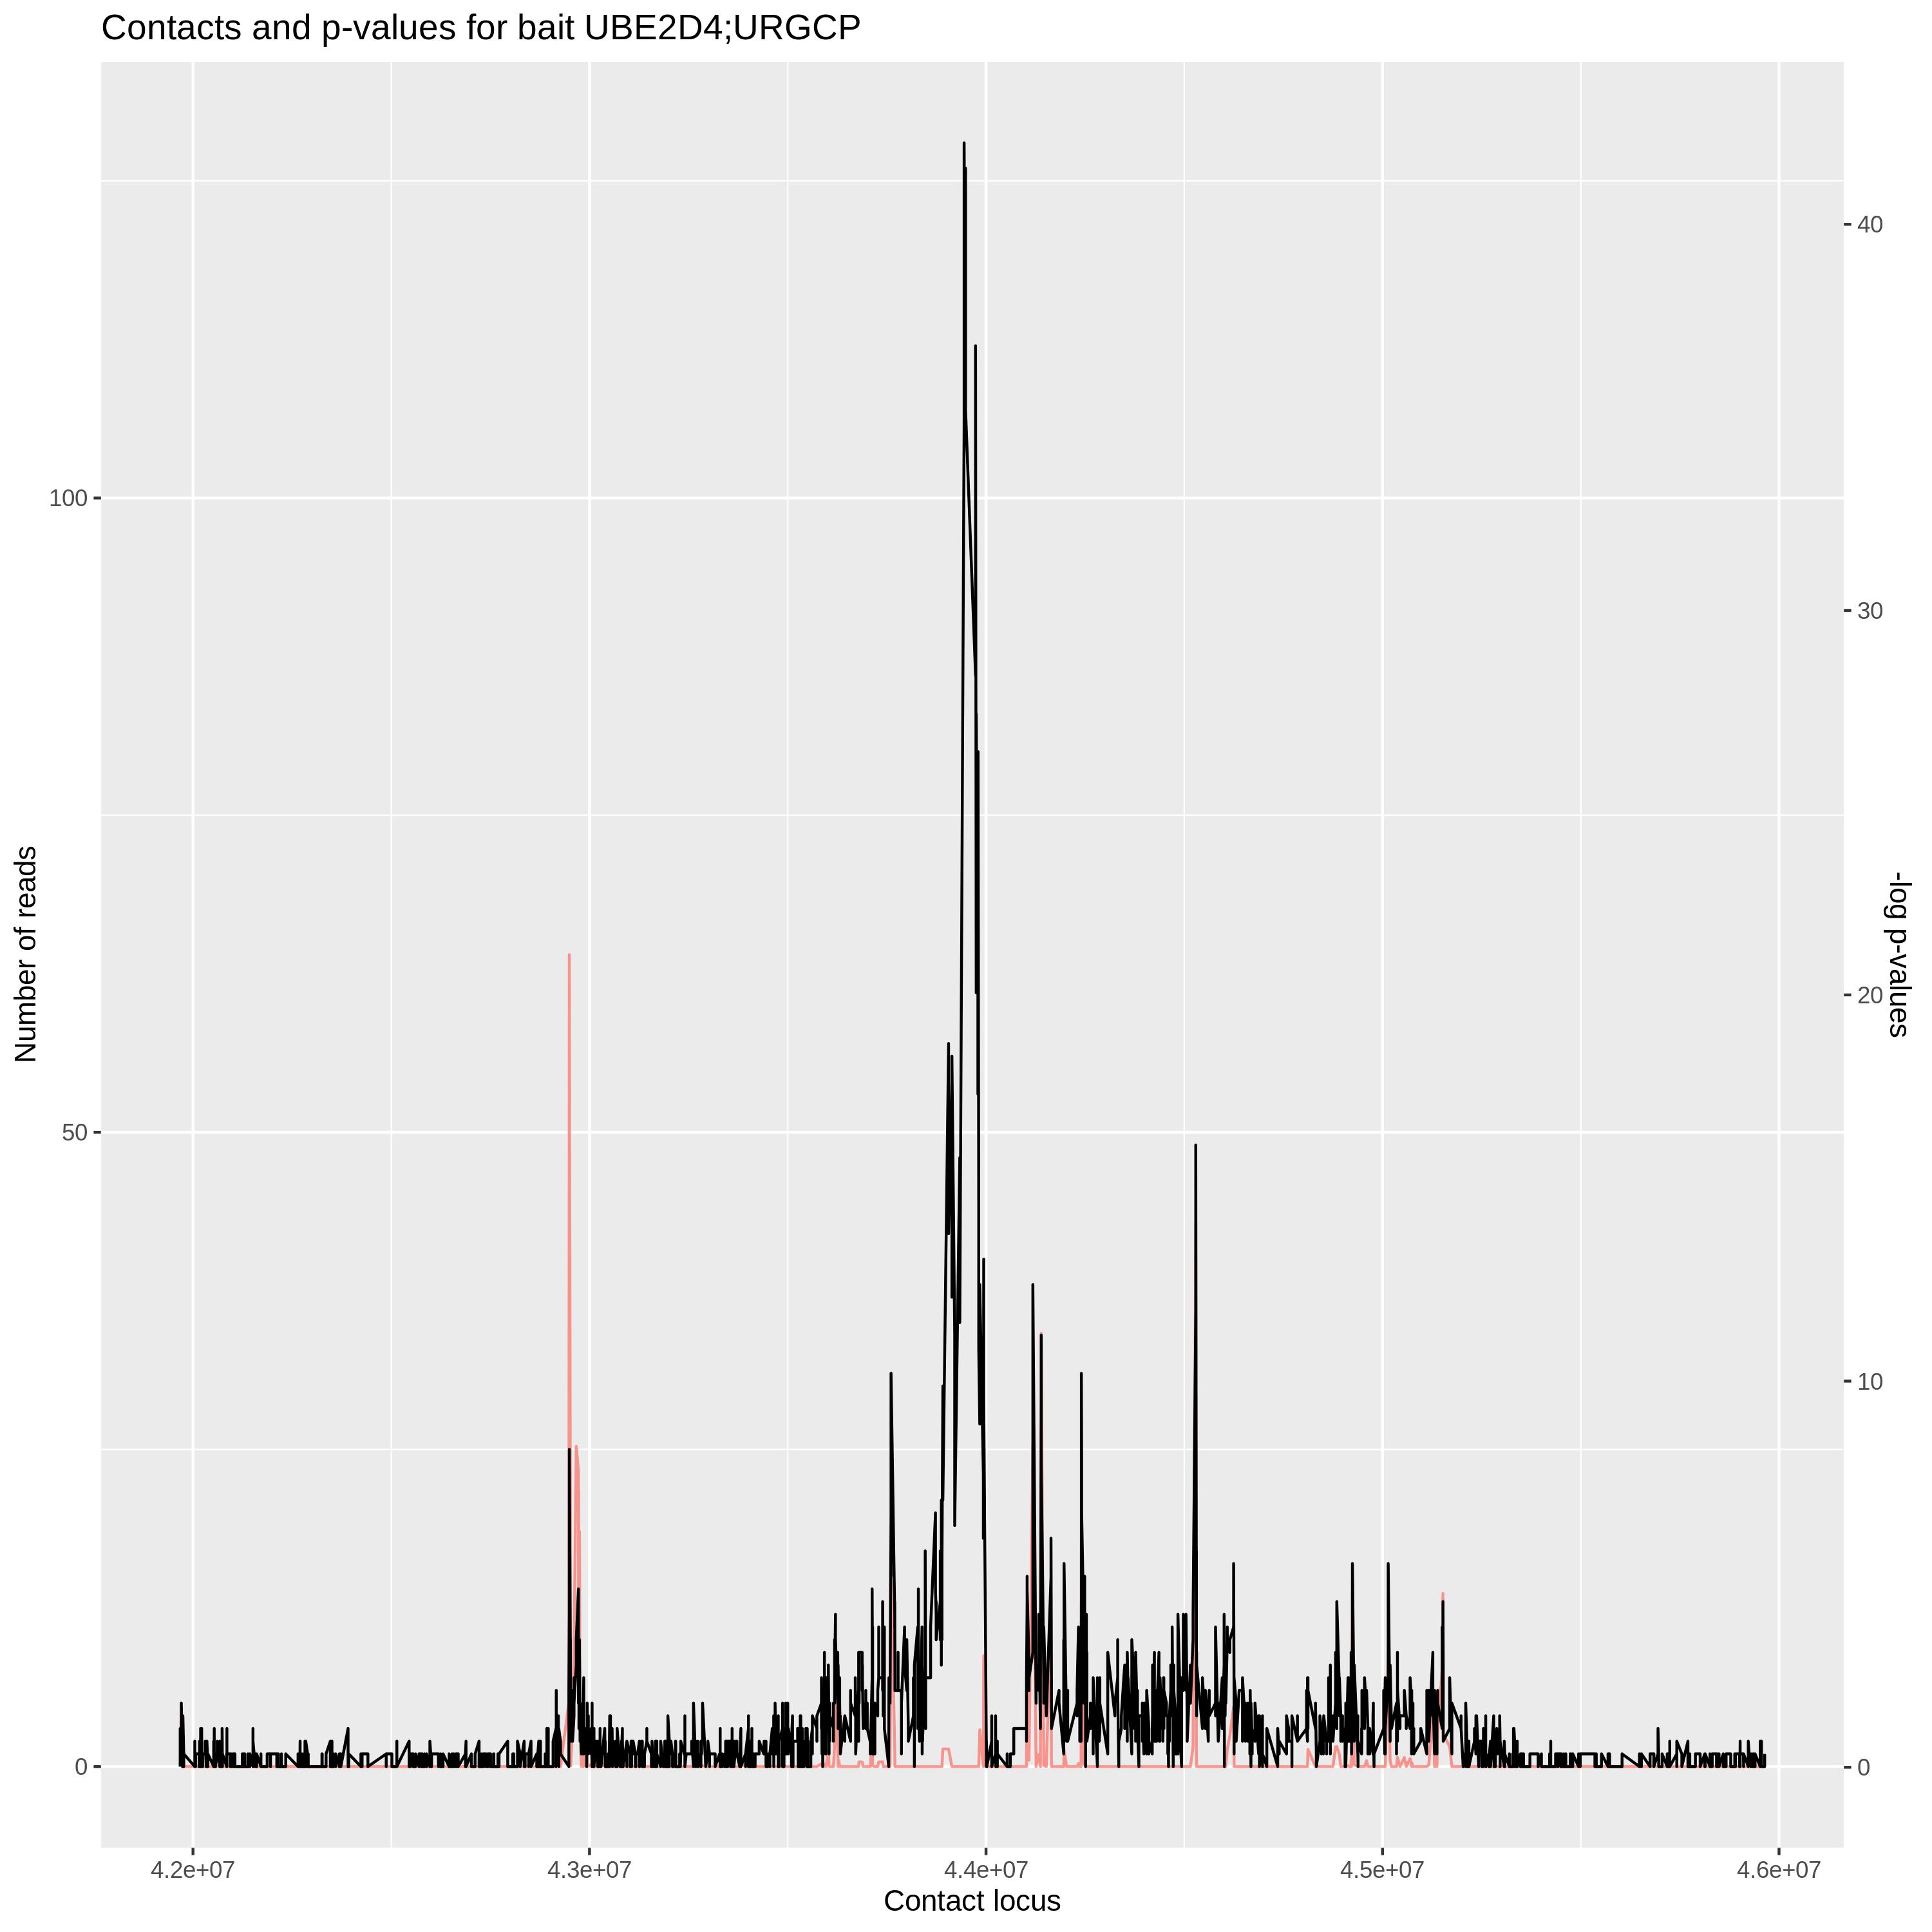 Contacts and p-values for bait UBE2D4;URGCP
Number of reads
100
50
0
40
30
20
10
0
-log p-values
4.2e+07 4.3e+07 4.4e+07 4.5e+07 4.6e+07
Contact locus